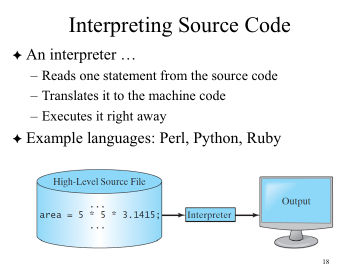 Interpreting Source Code
✦ An interpreter …
– Reads one statement from the source code
– Translates it to the machine code
– Executes it right away
✦ Example languages: Perl, Python, Ruby
High-Level Source File
...
area = 5 * 5 * 3.1415;
...
Interpreter
Output
18